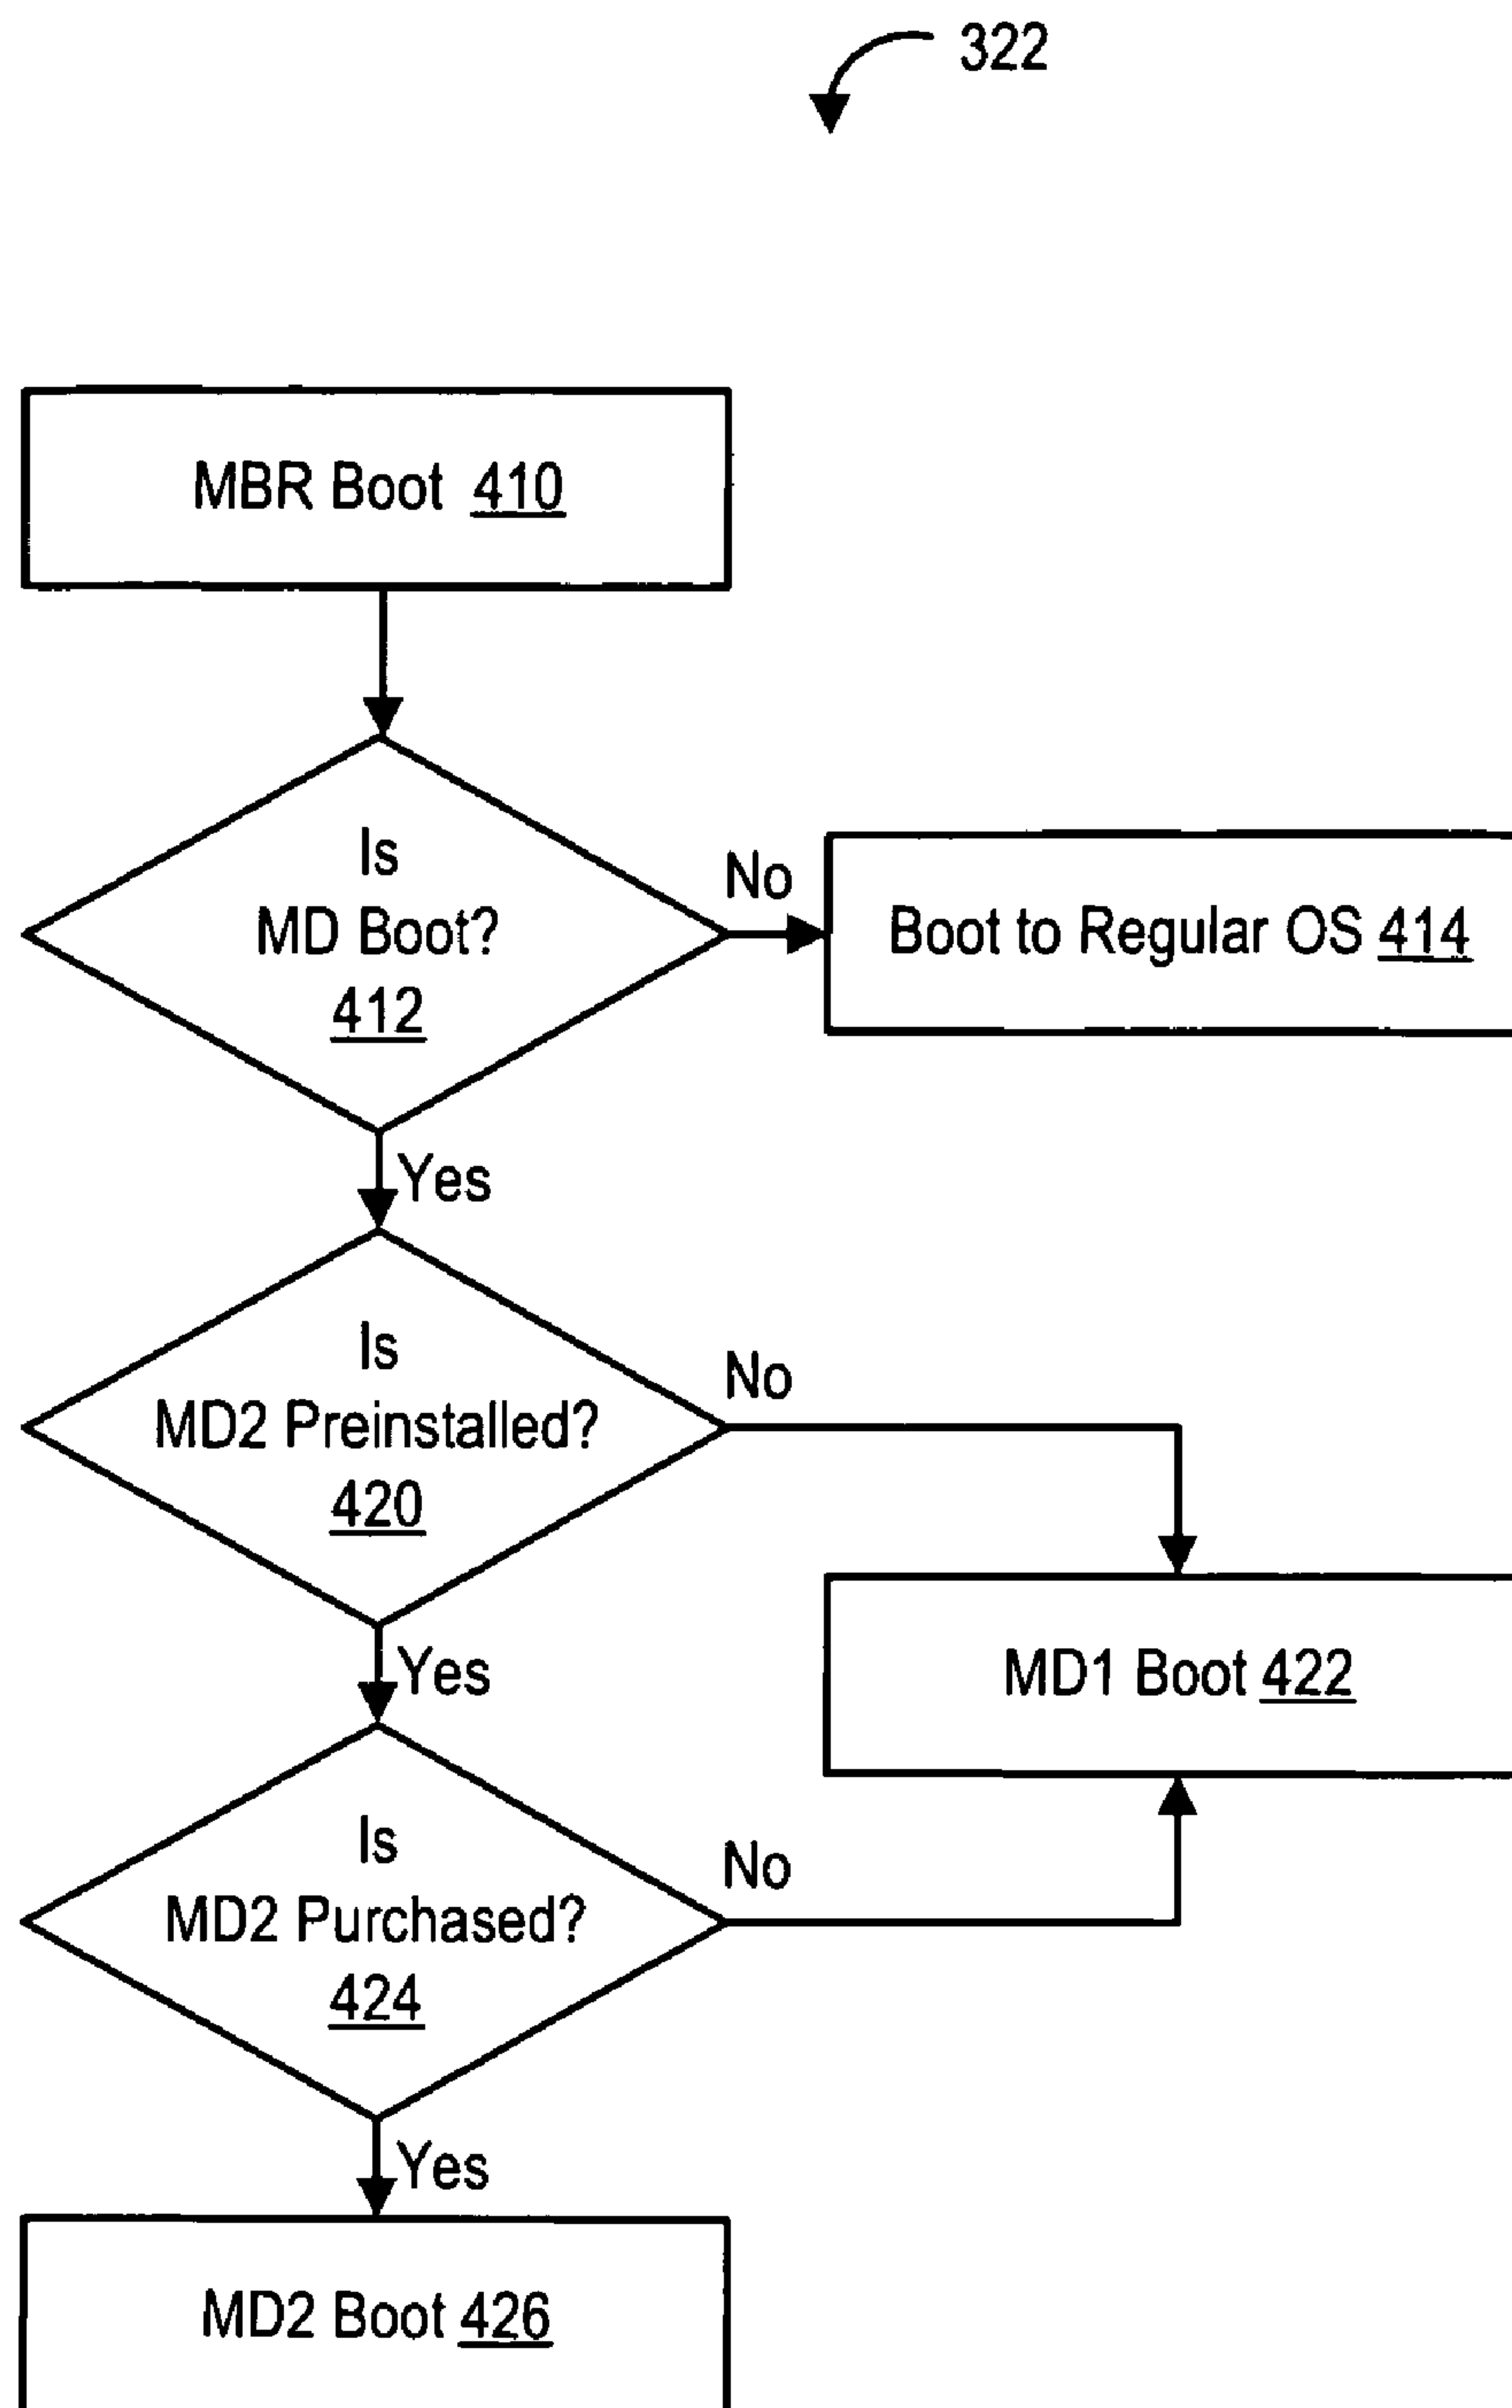 322
MBR Boot 410
Is
MD Boot?
412
No
Boot to Regular OS 414
Yes
Is
MD2 Preinstalled?
420
No
Yes
MD1 Boot 422
Is
MD2 Purchased?
424
No
Yes
MD2 Boot 426